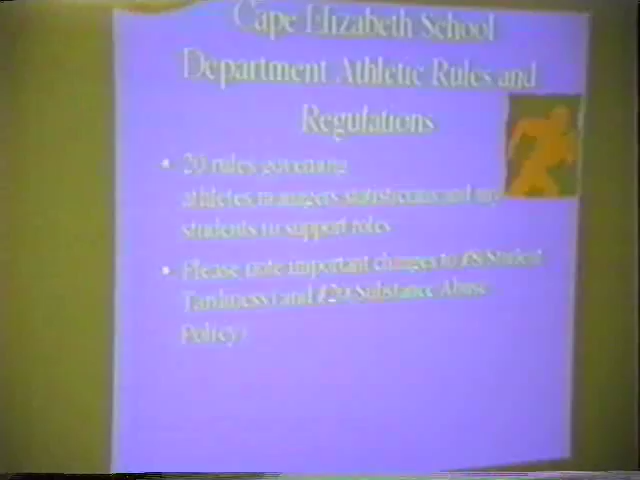 Cape Elizabeth School
Department Athletic Rules and
Regulations
• 20 rules governing
athletes, managers, statisticians and any
students in support roles
• Please note important changes to #8 Student
Tardiness) and #20 Substance Abuse
Policy)